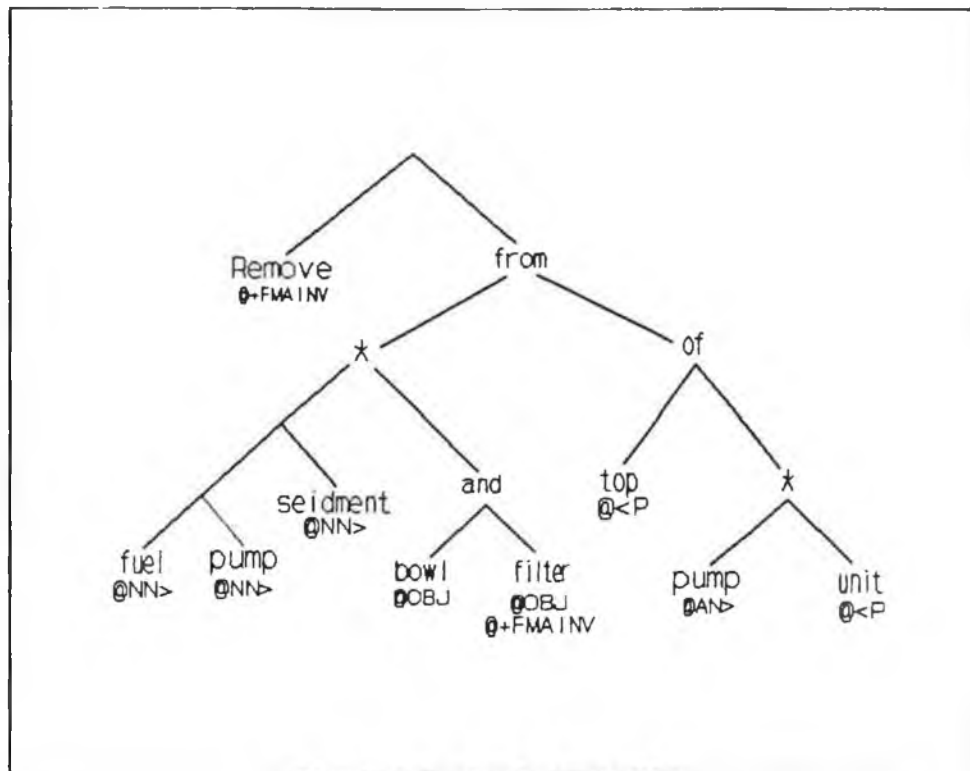 Remove from
@+FMAINV
* of
seidment and top *
@NN> @<P
fuel pump bowl filter pump unit
@NN> @NN> @OBJ @OBJ @AN> @<P
@+FMAINV